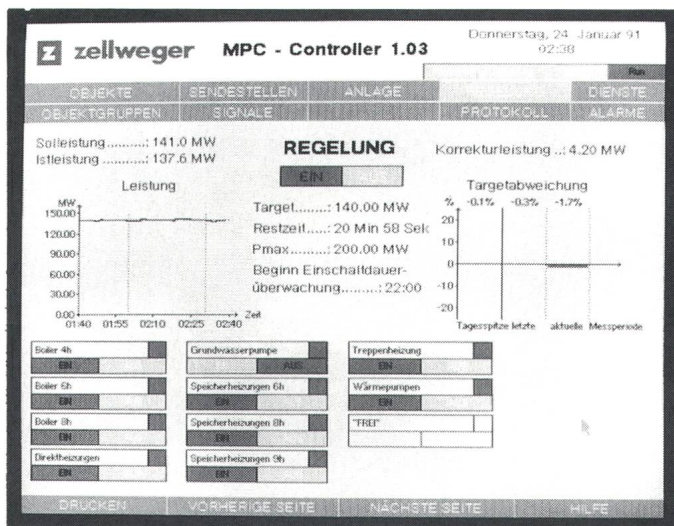 zellweger MPC - Controller 1.03
Donnerstag, 24 Januar 91
02:38
Run
OBJEKTE SENDESTELLEN ANLAGE DIENSTE
OBJEKTGRUPPEN SIGNALE PROTOKOLL ALARME
Solleistung..........: 141.0 MW
Istleistung..........: 137.6 MW
REGELUNG
EIN AUS
Korrekturleistung ..: 4.20 MW
Leistung
MW
150.00
120.00
90.00
60.00
30.00
0.00
01:40 01:55 02:10 02:25 02:40
Zeit
Target.......: 140.00 MW
Restzeit....: 20 Min 58 Sek
Pmax........: 200.00 MW
Beginn Einschaltdauer-
überwachung.........: 22:00
Targetabweichung
% -0.1% -0.3% -1.7%
20
10
0
-10
-20
Tagesspitze letzte aktuelle Messperiode
Boiler 4h Grundwasserpumpe Treppenheizung
EIN AUS EIN
Boiler 6h Speicherheizungen 6h Wärmepumpen
EIN EIN EIN
Boiler 8h Speicherheizungen 8h "FREI"
EIN EIN
Direktheizungen Speicherheizungen 9h
EIN EIN
DRUCKEN VORHERIGE SEITE NÄCHSTE SEITE HILFE